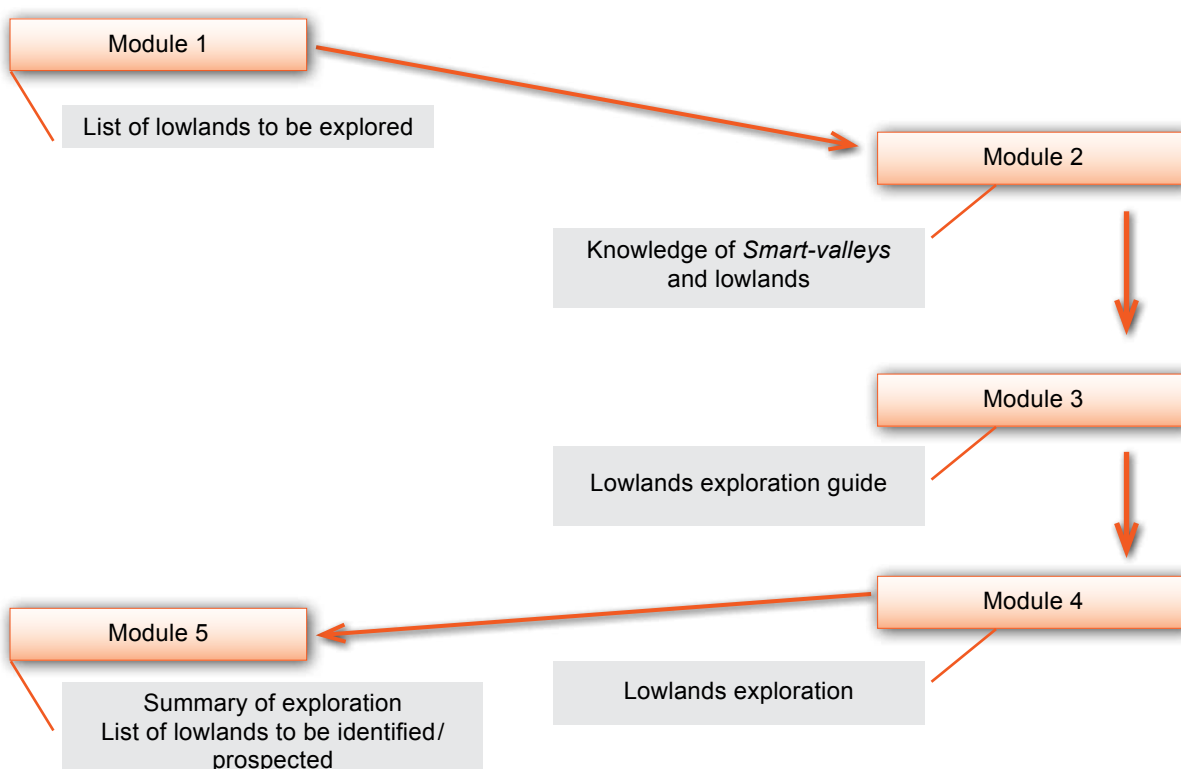 Module 1
List of lowlands to be explored
Module 2
Knowledge of Smart-valleys
and lowlands
Module 3
Lowlands exploration guide
Module 4
Lowlands exploration
Module 5
Summary of exploration
List of lowlands to be identified/
prospected